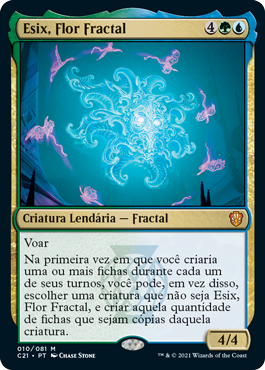 Esix, Flor Fractal 4
Criatura Lendária — Fractal
Voar
Na primeira vez em que você criaria
uma ou mais fichas durante cada um
de seus turnos, você pode, em vez disso,
escolher uma criatura que não seja Esix,
Flor Fractal, e criar aquela quantidade
de fichas que sejam cópias daquela
criatura.
4/4
010/081 M
C21 • PT CHASE STONE
™ & © 2021 Wizards of the Coast